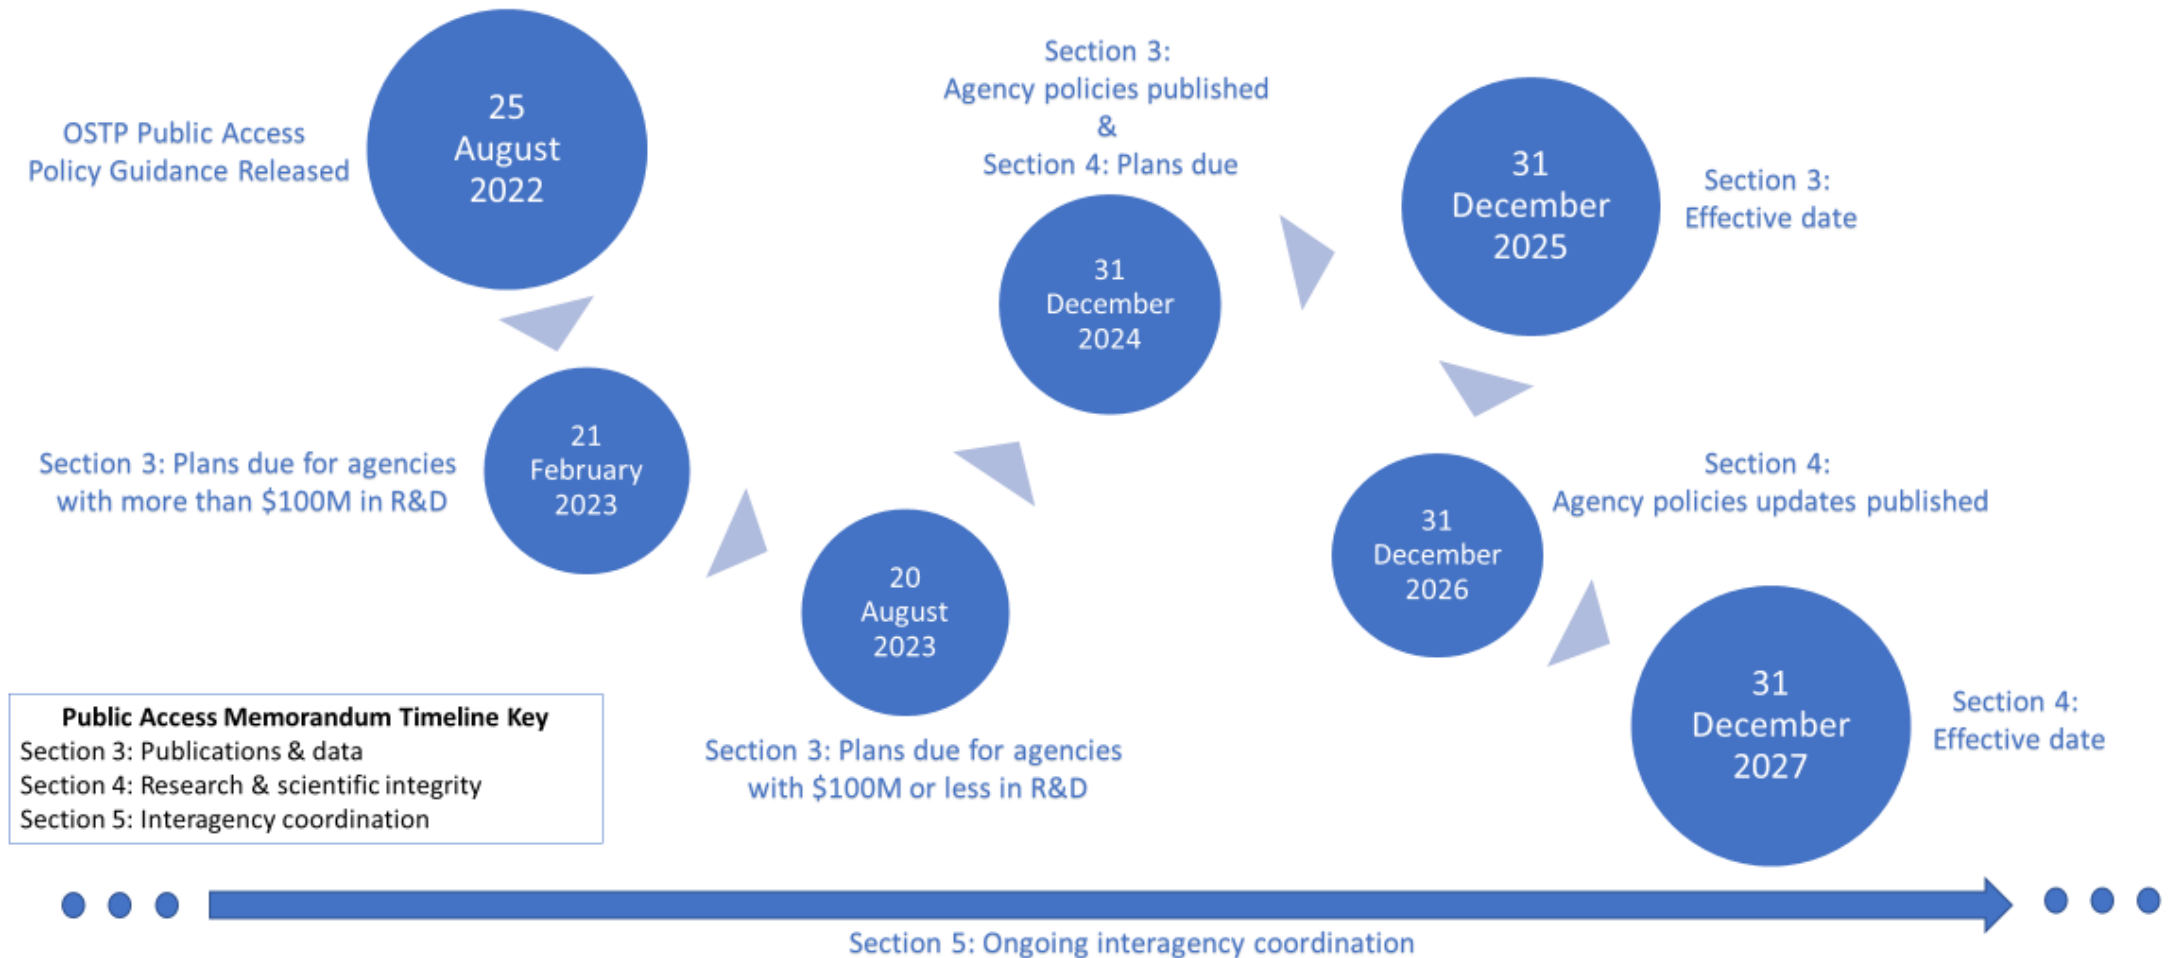 OSTP Public Access
Policy Guidance Released
25
August
2022
Section 3: Plans due for agencies
with more than $100M in R&D
21
February
2023
20
August
2023
Section 3: Plans due for agencies
with $100M or less in R&D
Section 3:
Agency policies published
&
Section 4: Plans due
31
December
2024
31
December
2025
Section 3:
Effective date
31
December
2026
Section 4:
Agency policies updates published
31
December
2027
Section 4:
Effective date
Public Access Memorandum Timeline Key
Section 3: Publications & data
Section 4: Research & scientific integrity
Section 5: Interagency coordination
Section 5: Ongoing interagency coordination